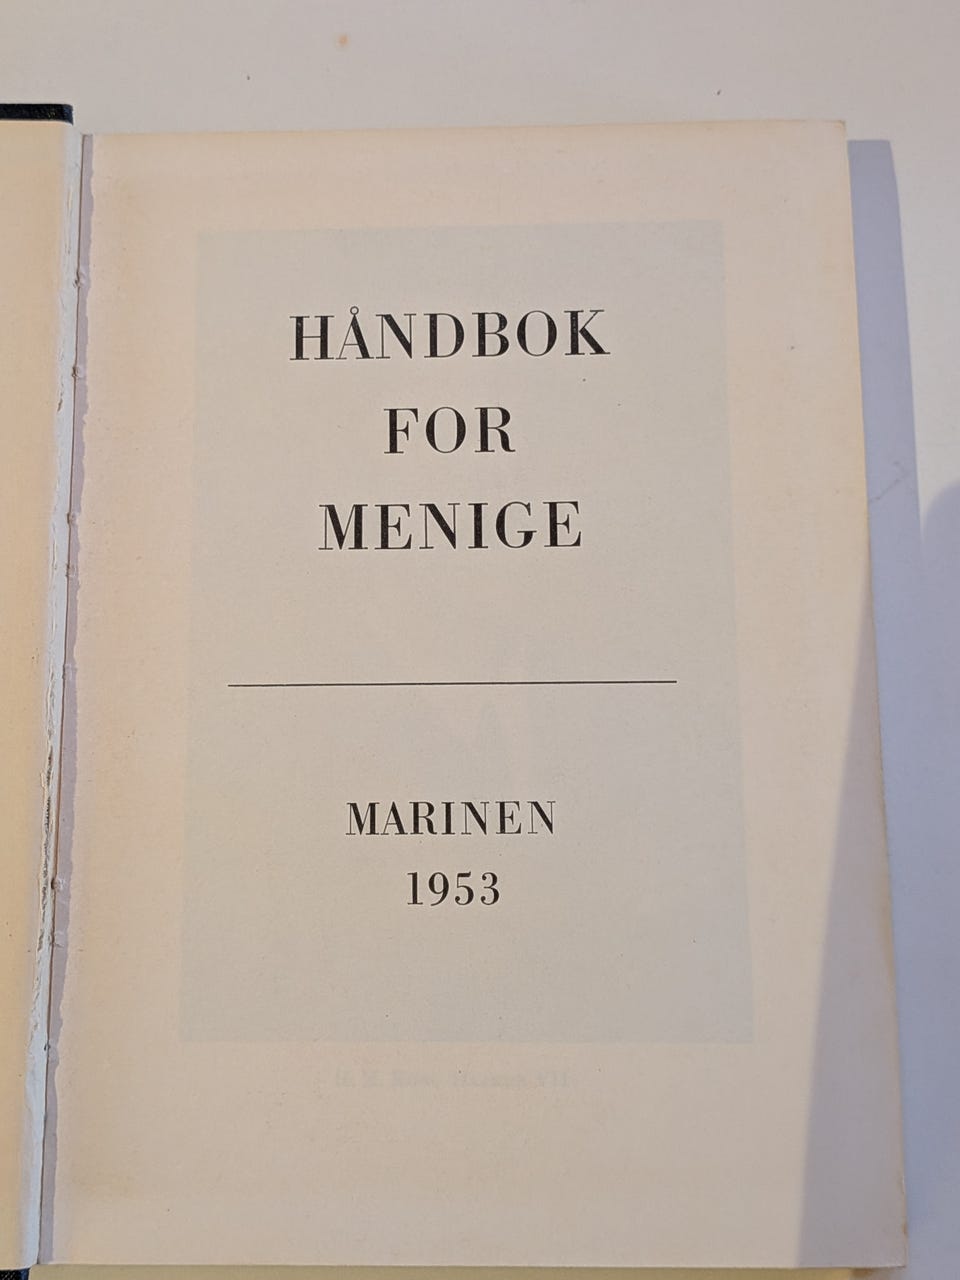 HÅNDBOK
FOR
MENIGE
MARINEN
1953